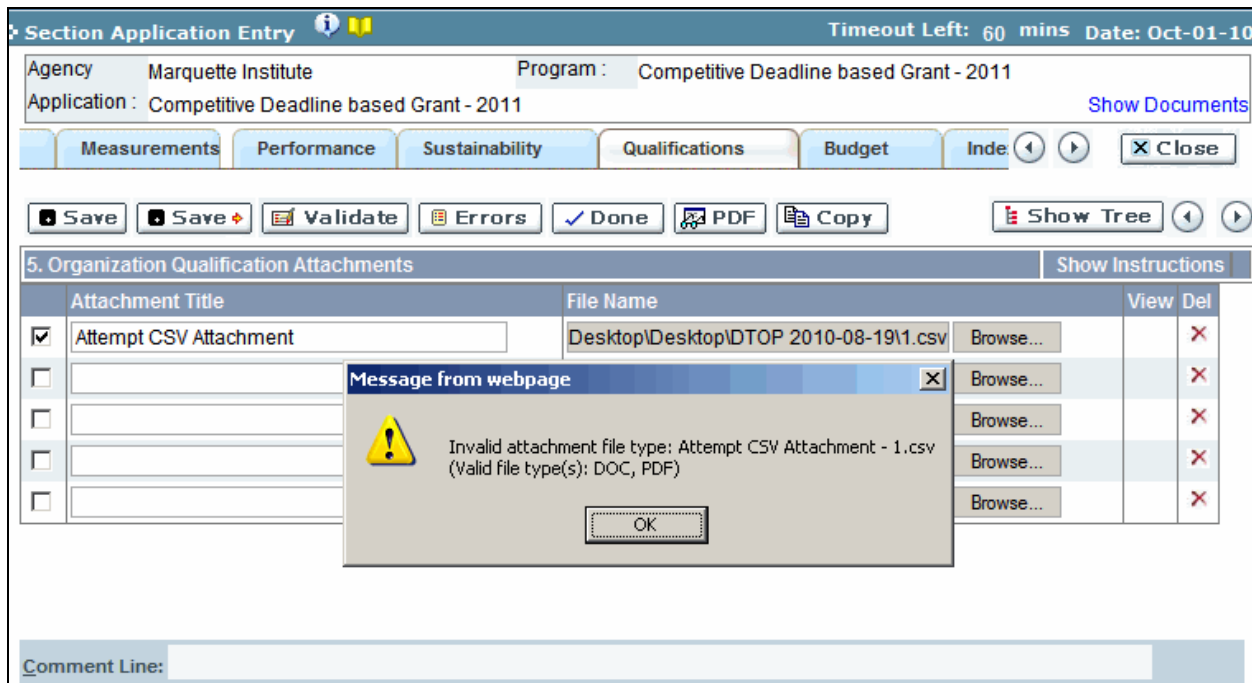 Section Application Entry Timeout Left: 60 mins Date: Oct-01-10
Agency Marquette Institute Program : Competitive Deadline based Grant - 2011
Application : Competitive Deadline based Grant - 2011 Show Documents
Measurements Performance Sustainability Qualifications Budget Inde Close
Save Save Validate Errors Done PDF Copy Show Tree
5. Organization Qualification Attachments Show Instructions
Attachment Title File Name View Del
Attempt CSV Attachment Desktop\Desktop\DTOP 2010-08-19\1.csv Browse...
Message from webpage
Browse...
Browse...
Invalid attachment file type: Attempt CSV Attachment - 1.csv
(Valid file type(s): DOC, PDF)
Browse...
Browse...
OK
Comment Line: